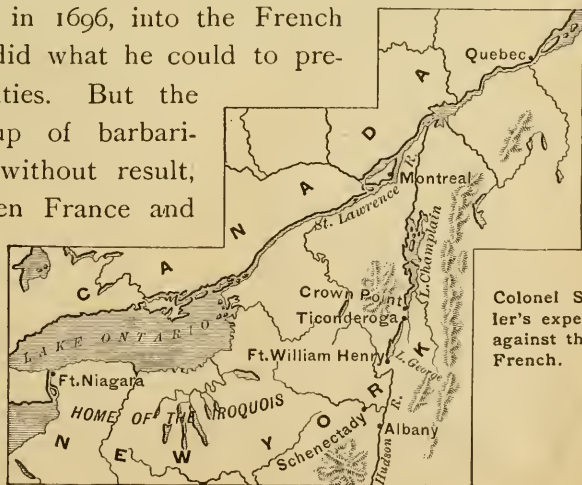 in 1696, into the French
did what he could to pre-
ties. But the
up of barbari-
without result,
en France and
Colonel S
ler's expe
against th
French.
CANADA
Quebec
Montreal
St. Lawrence R.
L. Champlain
Crown Point
Ticonderoga
LAKE ONTARIO
Ft. William Henry
L. George
Ft. Niagara
HOME OF THE IROQUOIS
NEW YORK
Schenectady
Albany
Hudson R.